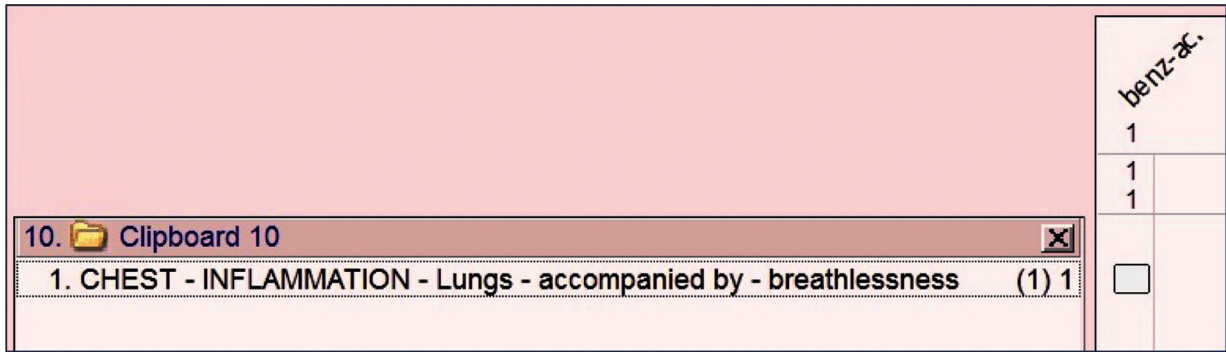 benz-ac.
1
1
1
10. Clipboard 10
1. CHEST - INFLAMMATION - Lungs - accompanied by - breathlessness (1) 1